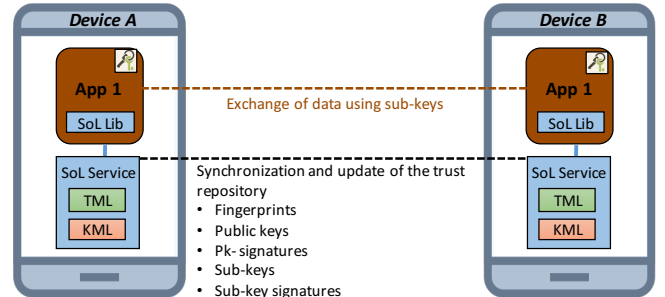 Device A
App 1
SoL Lib
SoL Service
TML
KML
Exchange of data using sub-keys
Synchronization and update of the trust
repository
• Fingerprints
• Public keys
• Pk- signatures
• Sub-keys
• Sub-key signatures
Device B
App 1
SoL Lib
SoL Service
TML
KML